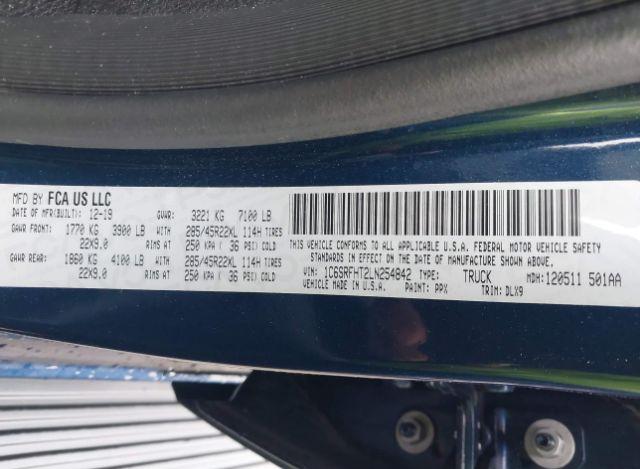 MFD BY FCA US LLC
DATE OF MFR(BUILT): 12-19 GVWR: 3221 KG 7100 LB
GAWR FRONT: 1770 KG 3900 LB WITH 285/45R22XL 114H TIRES
22X9.0 RIMS AT 250 KPA ( 36 PSI) COLD
GAWR REAR: 1860 KG 4100 LB WITH 285/45R22XL 114H TIRES
22X9.0 RIMS AT 250 KPA ( 36 PSI) COLD
THIS VEHICLE CONFORMS TO ALL APPLICABLE U.S.A. FEDERAL MOTOR VEHICLE SAFETY
STANDARDS IN EFFECT ON THE DATE OF MANUFACTURE SHOWN ABOVE.
VIN: 1C6SRFHT2LN254842 TYPE: TRUCK MDH: 120511 501AA
VEHICLE MADE IN U.S.A. PAINT: PPX TRIM: DLX9